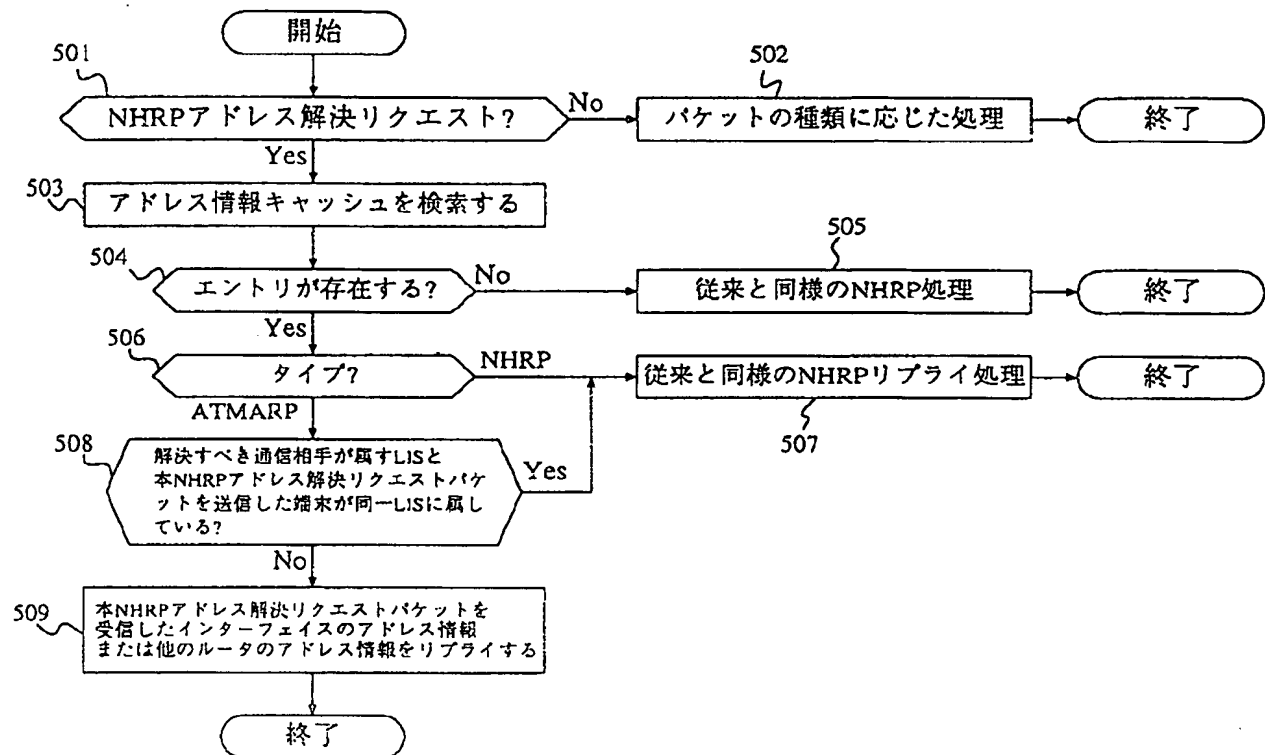 開始
501
502
NHRPアドレス解決リクエスト?
No
パケットの種類に応じた処理
終了
Yes
503
アドレス情報キャッシュを検索する
504
505
エントリが存在する?
No
従来と同様のNHRP処理
終了
Yes
506
タイプ?
NHRP
従来と同様のNHRPリプライ処理
終了
ATMARP
507
508
解決すべき通信相手が属すLISと
本NHRPアドレス解決リクエストパケ
ットを送信した端末が同一LISに属し
ている?
Yes
No
509
本NHRPアドレス解決リクエストパケットを
受信したインターフェイスのアドレス情報
または他のルータのアドレス情報をリプライする
終了